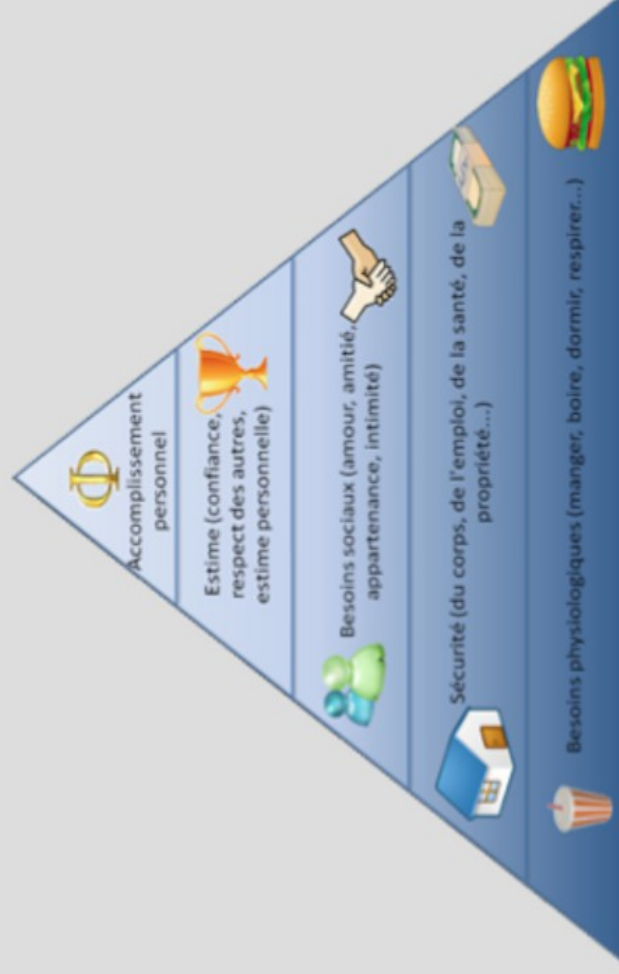 Accomplissement
personnel
Estime (confiance,
respect des autres,
estime personnelle)
Besoins sociaux (amour, amitié,
appartenance, intimité)
Sécurité (du corps, de l'emploi, de la santé, de la
propriété...)
Besoins physiologiques (manger, boire, dormir, respirer...)